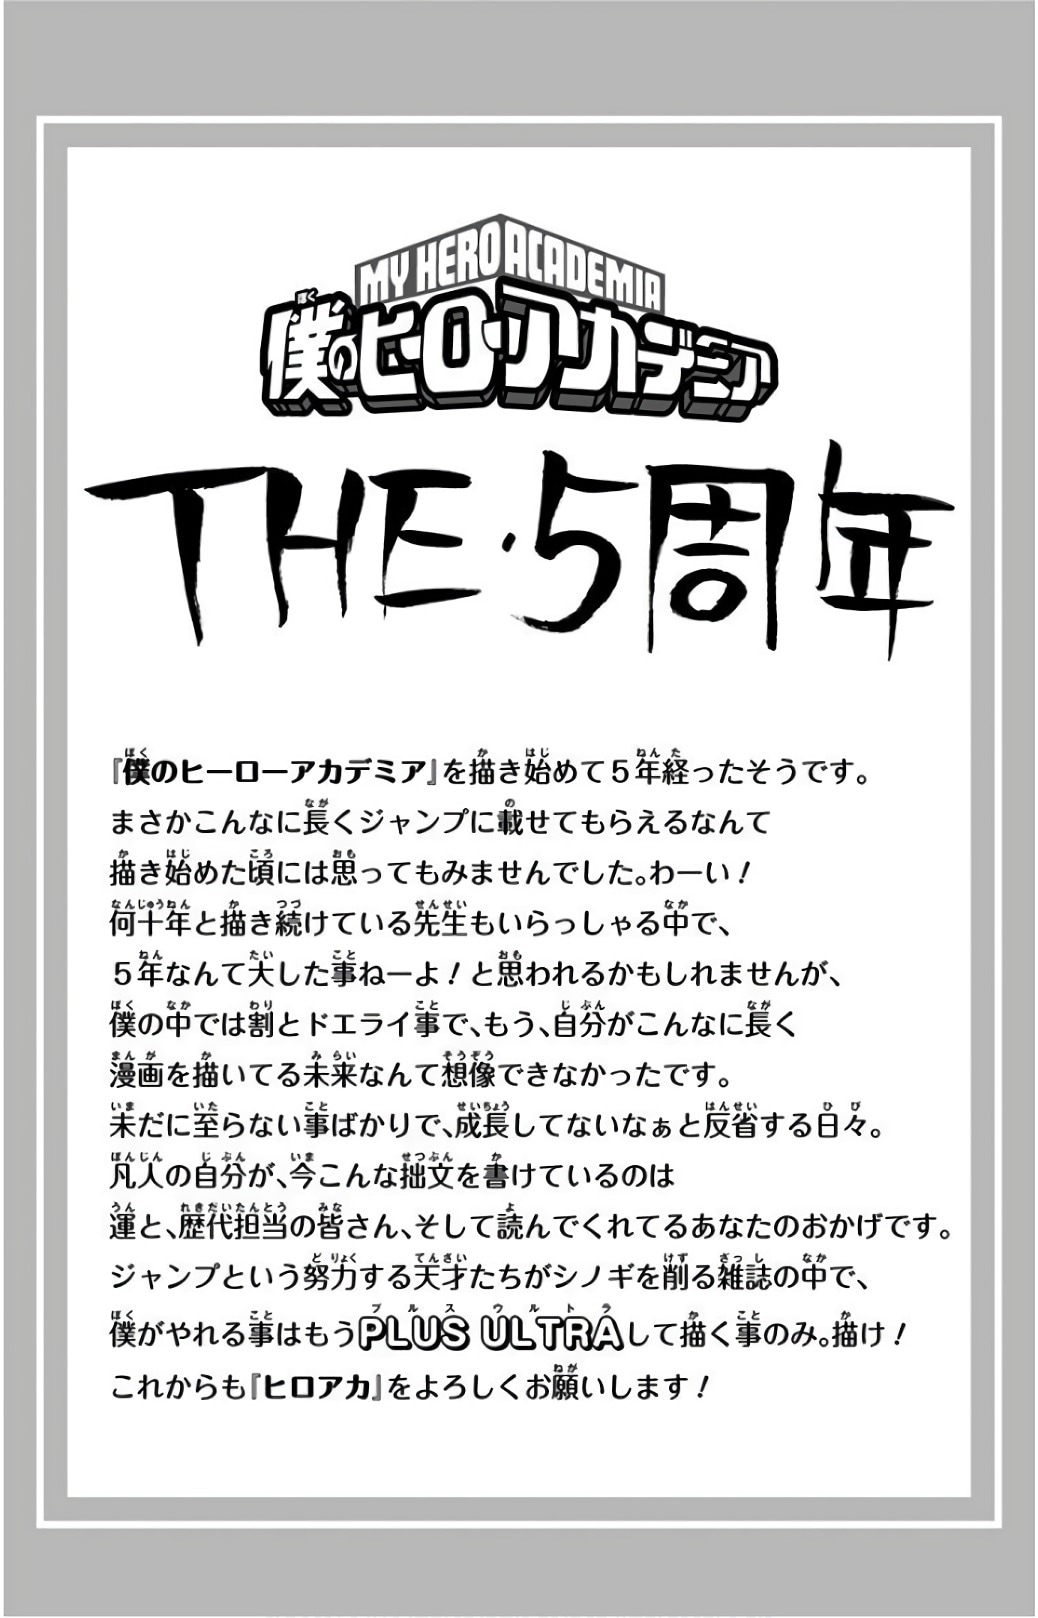 MY HERO ACADEMIA
僕のヒーローアカデミア
THE・5周年
『僕のヒーローアカデミア』を描き始めて５年経ったそうです。
まさかこんなに長くジャンプに載せてもらえるなんて
描き始めた頃には思ってもみませんでした。わーい！
何十年と描き続けている先生もいらっしゃる中で、
５年なんて大した事ねーよ！と思われるかもしれませんが、
僕の中では割とドエライ事で、もう、自分がこんなに長く
漫画を描いてる未来なんて想像できなかったです。
未だに至らない事ばかりで、成長してないなぁと反省する日々。
凡人の自分が、今こんな拙文を書けているのは
運と、歴代担当の皆さん、そして読んでくれてるあなたのおかげです。
ジャンプという努力する天才たちがシノギを削る雑誌の中で、
僕がやれる事はもうPLUS ULTRAして描く事のみ。描け！
これからも『ヒロアカ』をよろしくお願いします！